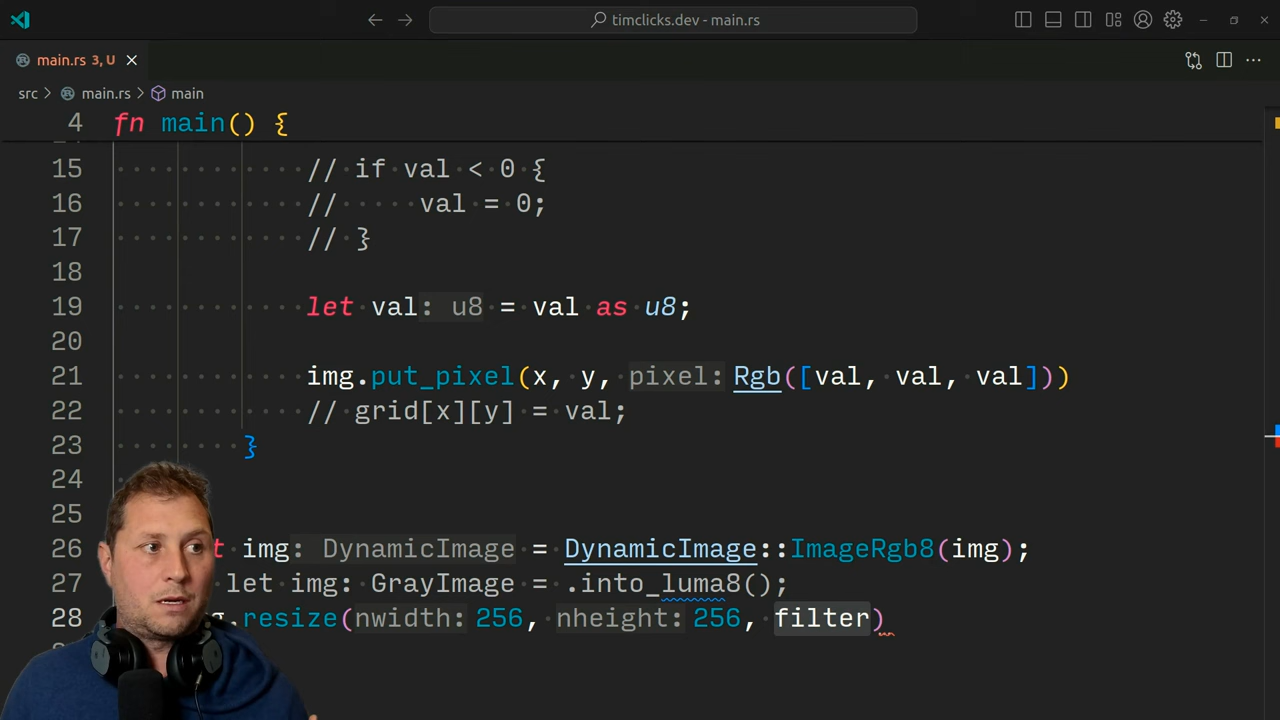 timclicks.dev - main.rs
main.rs 3, U
src > main.rs > main
4 fn main() {
15 // if val < 0 {
16 //     val = 0;
17 // }
18
19 let val: u8 = val as u8;
20
21 img.put_pixel(x, y, pixel: Rgb([val, val, val]))
22 // grid[x][y] = val;
23 }
24
25
26 t img: DynamicImage = DynamicImage::ImageRgb8(img);
27 let img: GrayImage = .into_luma8();
28 g.resize(nwidth: 256, nheight: 256, filter)